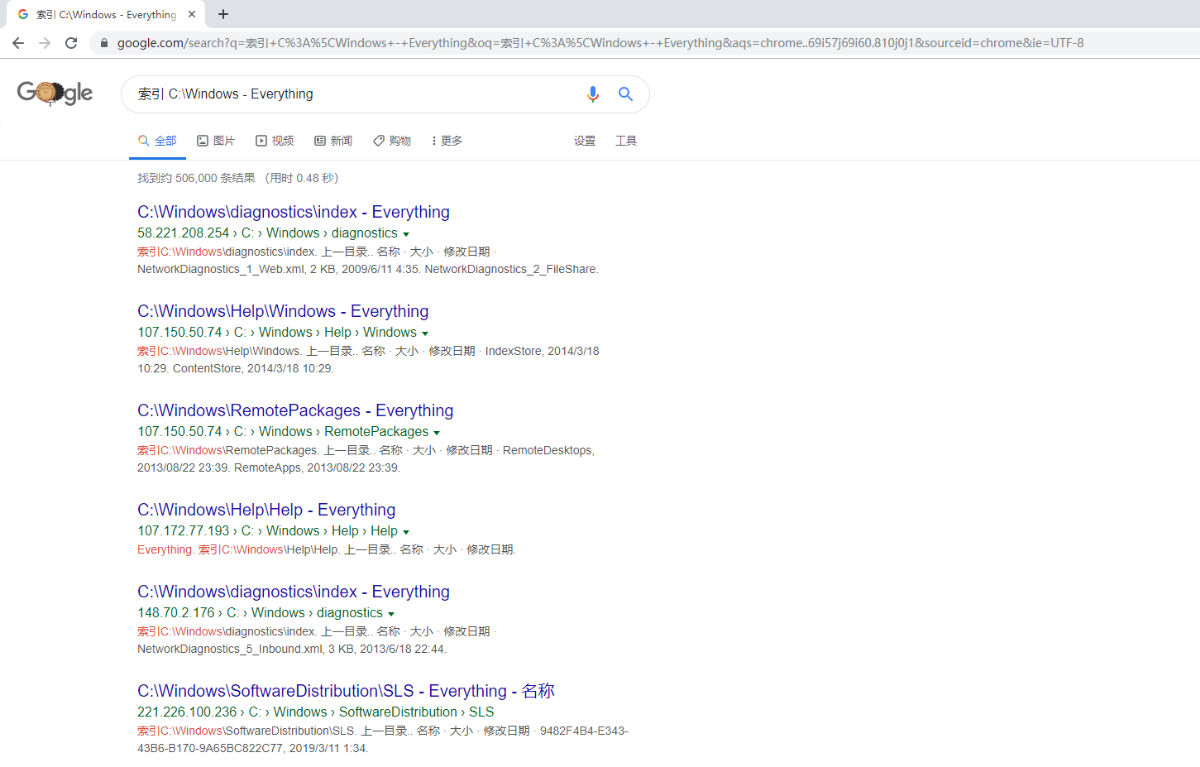 索引 C:\Windows - Everything
google.com/search?q=索引+C%3A%5CWindows+-+Everything&oq=索引+C%3A%5CWindows+-+Everything&aqs=chrome..69i57j69i60.810j0j1&sourceid=chrome&ie=UTF-8
Google
索引 C:\Windows - Everything
全部 图片 视频 新闻 购物 更多 设置 工具
找到约 506,000 条结果 （用时 0.48 秒）
C:\Windows\diagnostics\index - Everything
58.221.208.254 › C: › Windows › diagnostics
索引C:\Windows\diagnostics\index. 上一目录.. 名称 · 大小 · 修改日期 ·
NetworkDiagnostics_1_Web.xml, 2 KB, 2009/6/11 4:35. NetworkDiagnostics_2_FileShare.
C:\Windows\Help\Windows - Everything
107.150.50.74 › C: › Windows › Help › Windows
索引C:\Windows\Help\Windows. 上一目录.. 名称 · 大小 · 修改日期 · IndexStore, 2014/3/18
10:29. ContentStore, 2014/3/18 10:29.
C:\Windows\RemotePackages - Everything
107.150.50.74 › C: › Windows › RemotePackages
索引C:\Windows\RemotePackages. 上一目录.. 名称 · 大小 · 修改日期 · RemoteDesktops,
2013/08/22 23:39. RemoteApps, 2013/08/22 23:39.
C:\Windows\Help\Help - Everything
107.172.77.193 › C: › Windows › Help › Help
Everything. 索引C:\Windows\Help\Help. 上一目录.. 名称 · 大小 · 修改日期.
C:\Windows\diagnostics\index - Everything
148.70.2.176 › C: › Windows › diagnostics
索引C:\Windows\diagnostics\index. 上一目录.. 名称 · 大小 · 修改日期 ·
NetworkDiagnostics_5_Inbound.xml, 3 KB, 2013/6/18 22:44.
C:\Windows\SoftwareDistribution\SLS - Everything - 名称
221.226.100.236 › C: › Windows › SoftwareDistribution › SLS
索引C:\Windows\SoftwareDistribution\SLS. 上一目录.. 名称 · 大小 · 修改日期 · 9482F4B4-E343-
43B6-B170-9A65BC822C77, 2019/3/11 1:34.